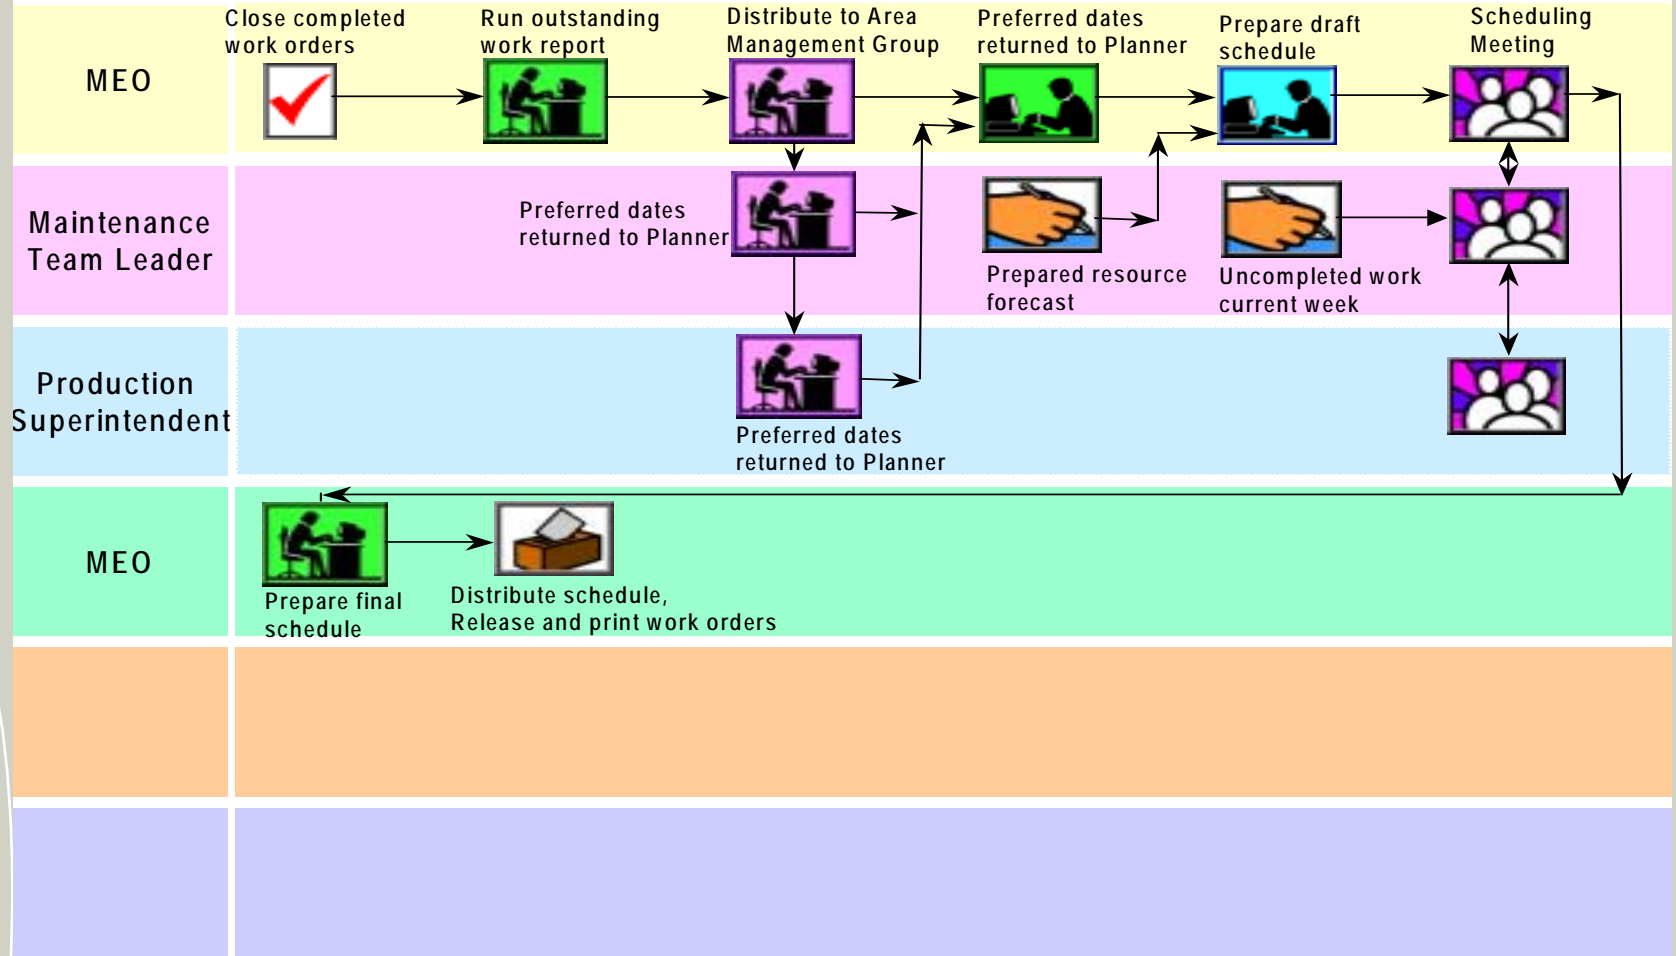 Close completed
work orders
Run outstanding
work report
Distribute to Area
Management Group
Preferred dates
returned to Planner
Prepare draft
schedule
Scheduling
Meeting
MEO
Maintenance
Team Leader
Preferred dates
returned to Planner
Prepared resource
forecast
Uncompleted work
current week
Production
Superintendent
Preferred dates
returned to Planner
MEO
Prepare final
schedule
Distribute schedule,
Release and print work orders